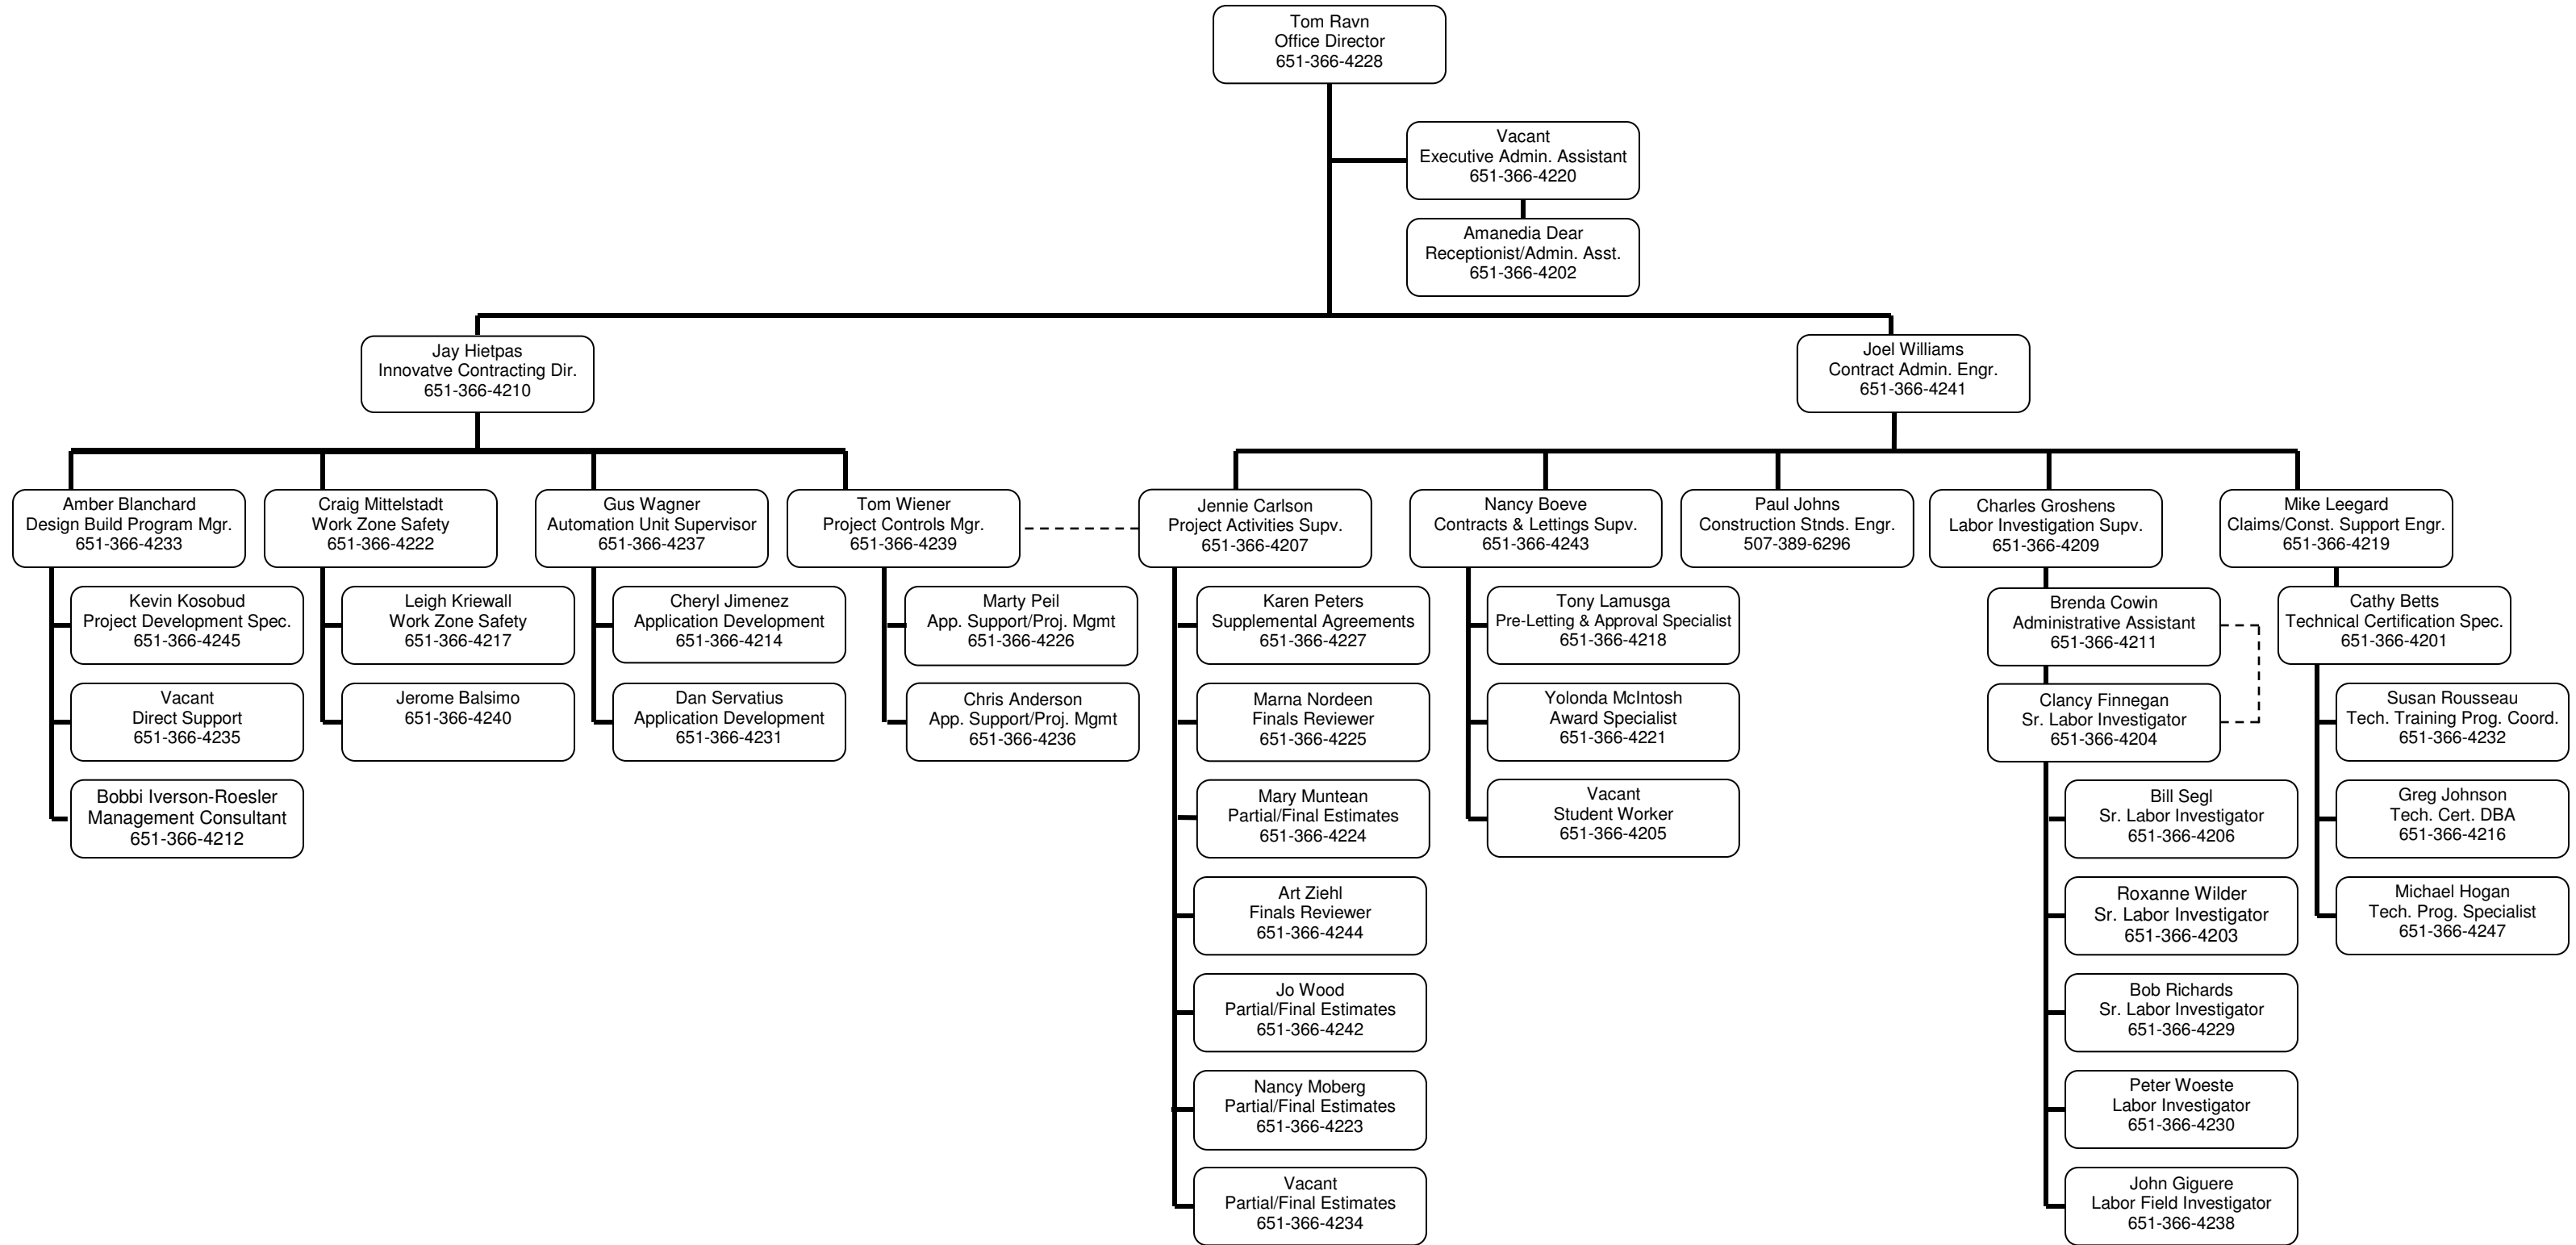 Tom Ravn
Office Director
651-366-4228
Vacant
Executive Admin. Assistant
651-366-4220
Amanedia Dear
Receptionist/Admin. Asst.
651-366-4202
Jay Hietpas
Innovatve Contracting Dir.
651-366-4210
Joel Williams
Contract Admin. Engr.
651-366-4241
Amber Blanchard
Design Build Program Mgr.
651-366-4233
Craig Mittelstadt
Work Zone Safety
651-366-4222
Gus Wagner
Automation Unit Supervisor
651-366-4237
Tom Wiener
Project Controls Mgr.
651-366-4239
Jennie Carlson
Project Activities Supv.
651-366-4207
Nancy Boeve
Contracts & Lettings Supv.
651-366-4243
Paul Johns
Construction Stnds. Engr.
507-389-6296
Charles Groshens
Labor Investigation Supv.
651-366-4209
Mike Leegard
Claims/Const. Support Engr.
651-366-4219
Kevin Kosobud
Project Development Spec.
651-366-4245
Vacant
Direct Support
651-366-4235
Bobbi Iverson-Roesler
Management Consultant
651-366-4212
Leigh Kriewall
Work Zone Safety
651-366-4217
Jerome Balsimo
651-366-4240
Cheryl Jimenez
Application Development
651-366-4214
Dan Servatius
Application Development
651-366-4231
Marty Peil
App. Support/Proj. Mgmt
651-366-4226
Chris Anderson
App. Support/Proj. Mgmt
651-366-4236
Karen Peters
Supplemental Agreements
651-366-4227
Marna Nordeen
Finals Reviewer
651-366-4225
Mary Muntean
Partial/Final Estimates
651-366-4224
Art Ziehl
Finals Reviewer
651-366-4244
Jo Wood
Partial/Final Estimates
651-366-4242
Nancy Moberg
Partial/Final Estimates
651-366-4223
Vacant
Partial/Final Estimates
651-366-4234
Tony Lamusga
Pre-Letting & Approval Specialist
651-366-4218
Yolonda McIntosh
Award Specialist
651-366-4221
Vacant
Student Worker
651-366-4205
Brenda Cowin
Administrative Assistant
651-366-4211
Clancy Finnegan
Sr. Labor Investigator
651-366-4204
Bill Segl
Sr. Labor Investigator
651-366-4206
Roxanne Wilder
Sr. Labor Investigator
651-366-4203
Bob Richards
Sr. Labor Investigator
651-366-4229
Peter Woeste
Labor Investigator
651-366-4230
John Giguere
Labor Field Investigator
651-366-4238
Cathy Betts
Technical Certification Spec.
651-366-4201
Susan Rousseau
Tech. Training Prog. Coord.
651-366-4232
Greg Johnson
Tech. Cert. DBA
651-366-4216
Michael Hogan
Tech. Prog. Specialist
651-366-4247